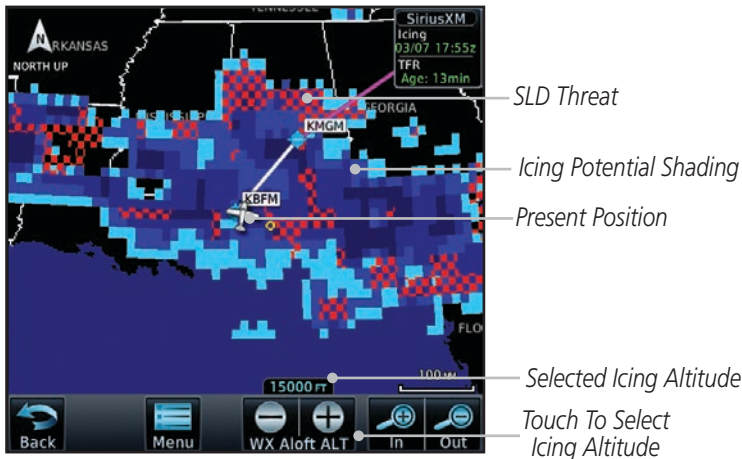 TENNESSEE
SiriusXM
Icing
03/07 17:55z
TFR
Age: 13min
N
ARKANSAS
NORTH UP
SLD Threat
MISSISSIPPI
GEORGIA
KMGM
Icing Potential Shading
KBFM
Present Position
FLO
15000 FT
100 NM
Selected Icing Altitude
Touch To Select
Icing Altitude
Back
Menu
WX Aloft ALT
In
Out